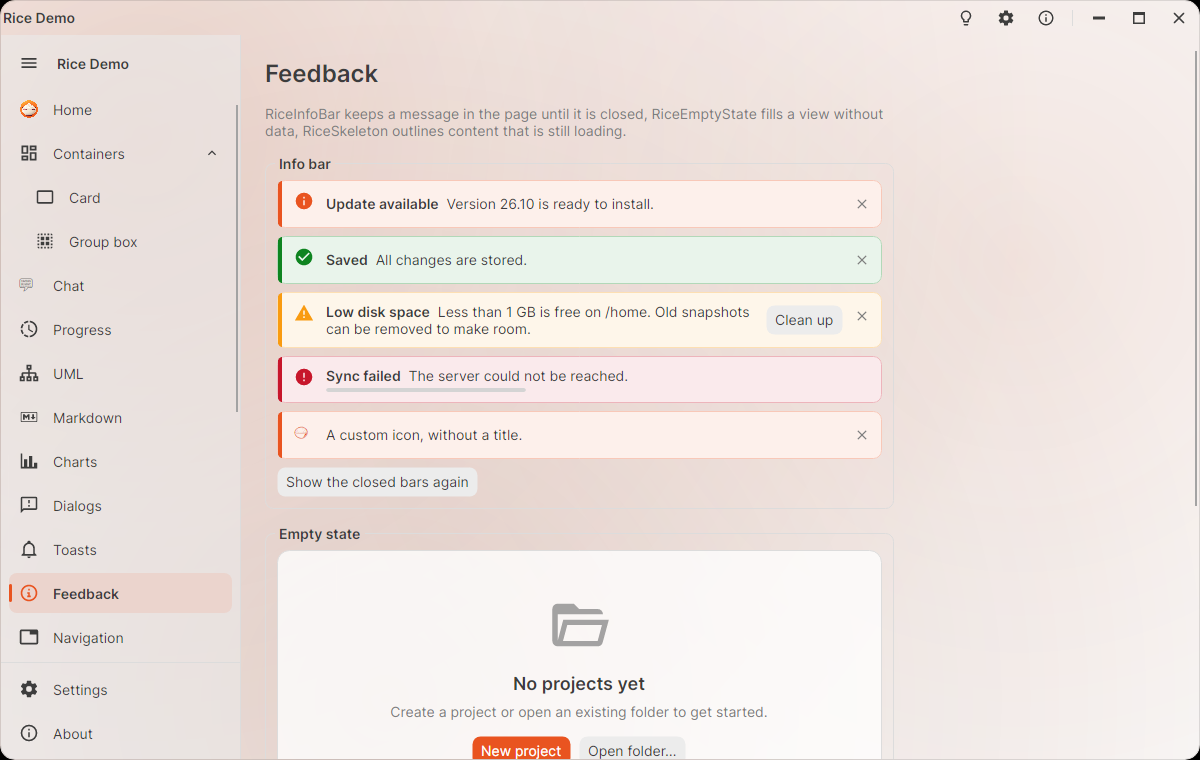 Rice Demo
Rice Demo
Home
Containers
Card
Group box
Chat
Progress
UML
Markdown
Charts
Dialogs
Toasts
Feedback
Navigation
Settings
About
Feedback
RiceInfoBar keeps a message in the page until it is closed, RiceEmptyState fills a view without
data, RiceSkeleton outlines content that is still loading.
Info bar
Update available Version 26.10 is ready to install.
Saved All changes are stored.
Low disk space Less than 1 GB is free on /home. Old snapshots
can be removed to make room.
Clean up
Sync failed The server could not be reached.
A custom icon, without a title.
Show the closed bars again
Empty state
No projects yet
Create a project or open an existing folder to get started.
New project
Open folder...